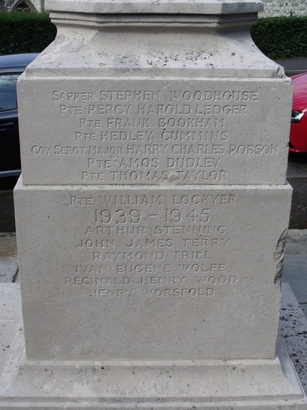 SAPPER STEPHEN WOODHOUSE
PTE PERCY HAROLD LEDGER
PTE FRANK BOORHAM
PTE HEDLEY CUMMINS
COY. SERGT MAJOR HARRY CHARLES ROBSON
PTE AMOS DUDLEY
PTE THOMAS TAYLOR
PTE WILLIAM LOCKYER
1939-1945
ARTHUR STENNING
JOHN JAMES TERRY
RAYMOND TRILL
IVAN EUGENE WOLFE
REGINALD HENRY WOOD
HENRY WORSFOLD